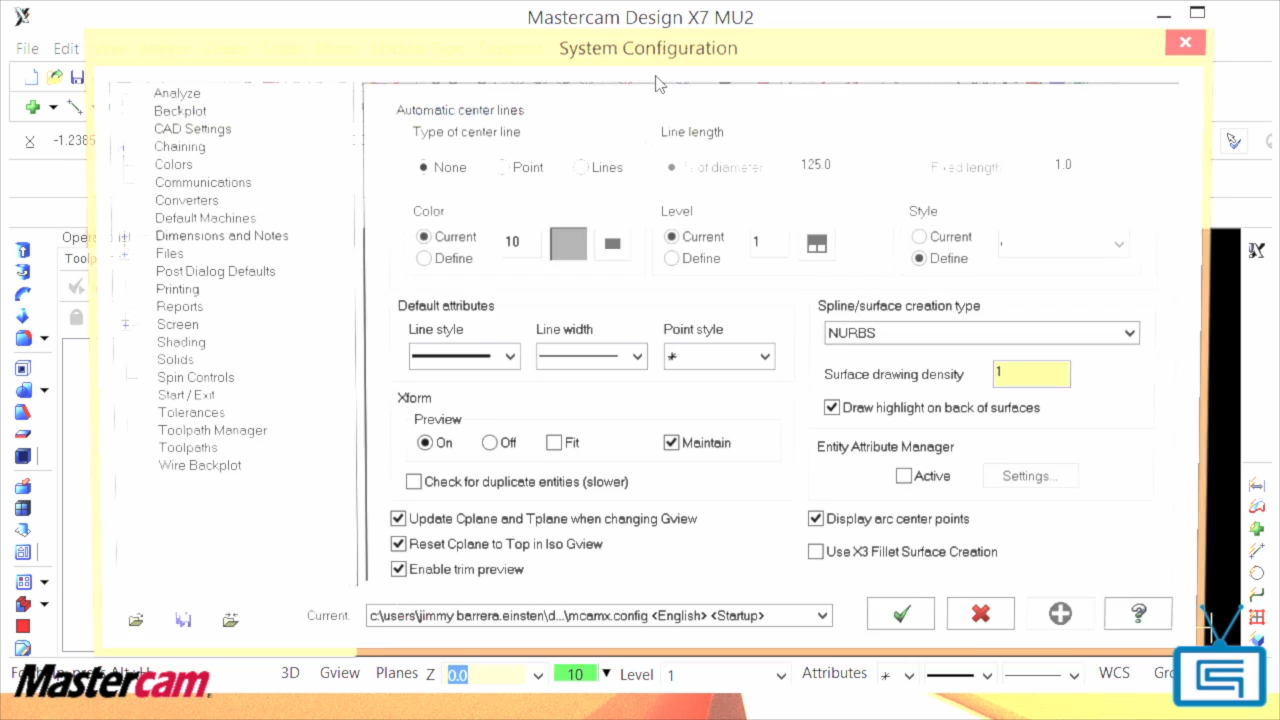 Mastercam Design X7 MU2
File Edit
System Configuration
X -1.2385
Analyze
Backplot
CAD Settings
Chaining
Colors
Communications
Converters
Default Machines
Dimensions and Notes
Files
Post Dialog Defaults
Printing
Reports
Screen
Shading
Solids
Spin Controls
Start / Exit
Tolerances
Toolpath Manager
Toolpaths
Wire Backplot
Automatic center lines
Type of center line
None Point Lines
Line length
% of diameter 125.0 Fixed length 1.0
Color
Current 10
Define
Level
Current 1
Define
Style
Current
Define
Default attributes
Line style Line width Point style
Spline/surface creation type
NURBS
Surface drawing density 1
Draw highlight on back of surfaces
Xform
Preview
On Off Fit Maintain
Check for duplicate entities (slower)
Entity Attribute Manager
Active Settings...
Update Cplane and Tplane when changing Gview
Reset Cplane to Top in Iso Gview
Enable trim preview
Display arc center points
Use X3 Fillet Surface Creation
Current: c:\users\jimmy barrera.einsten\d...\mcamx.config <English> <Startup>
3D Gview Planes Z 0.0 10 Level 1 Attributes WCS
Mastercam.